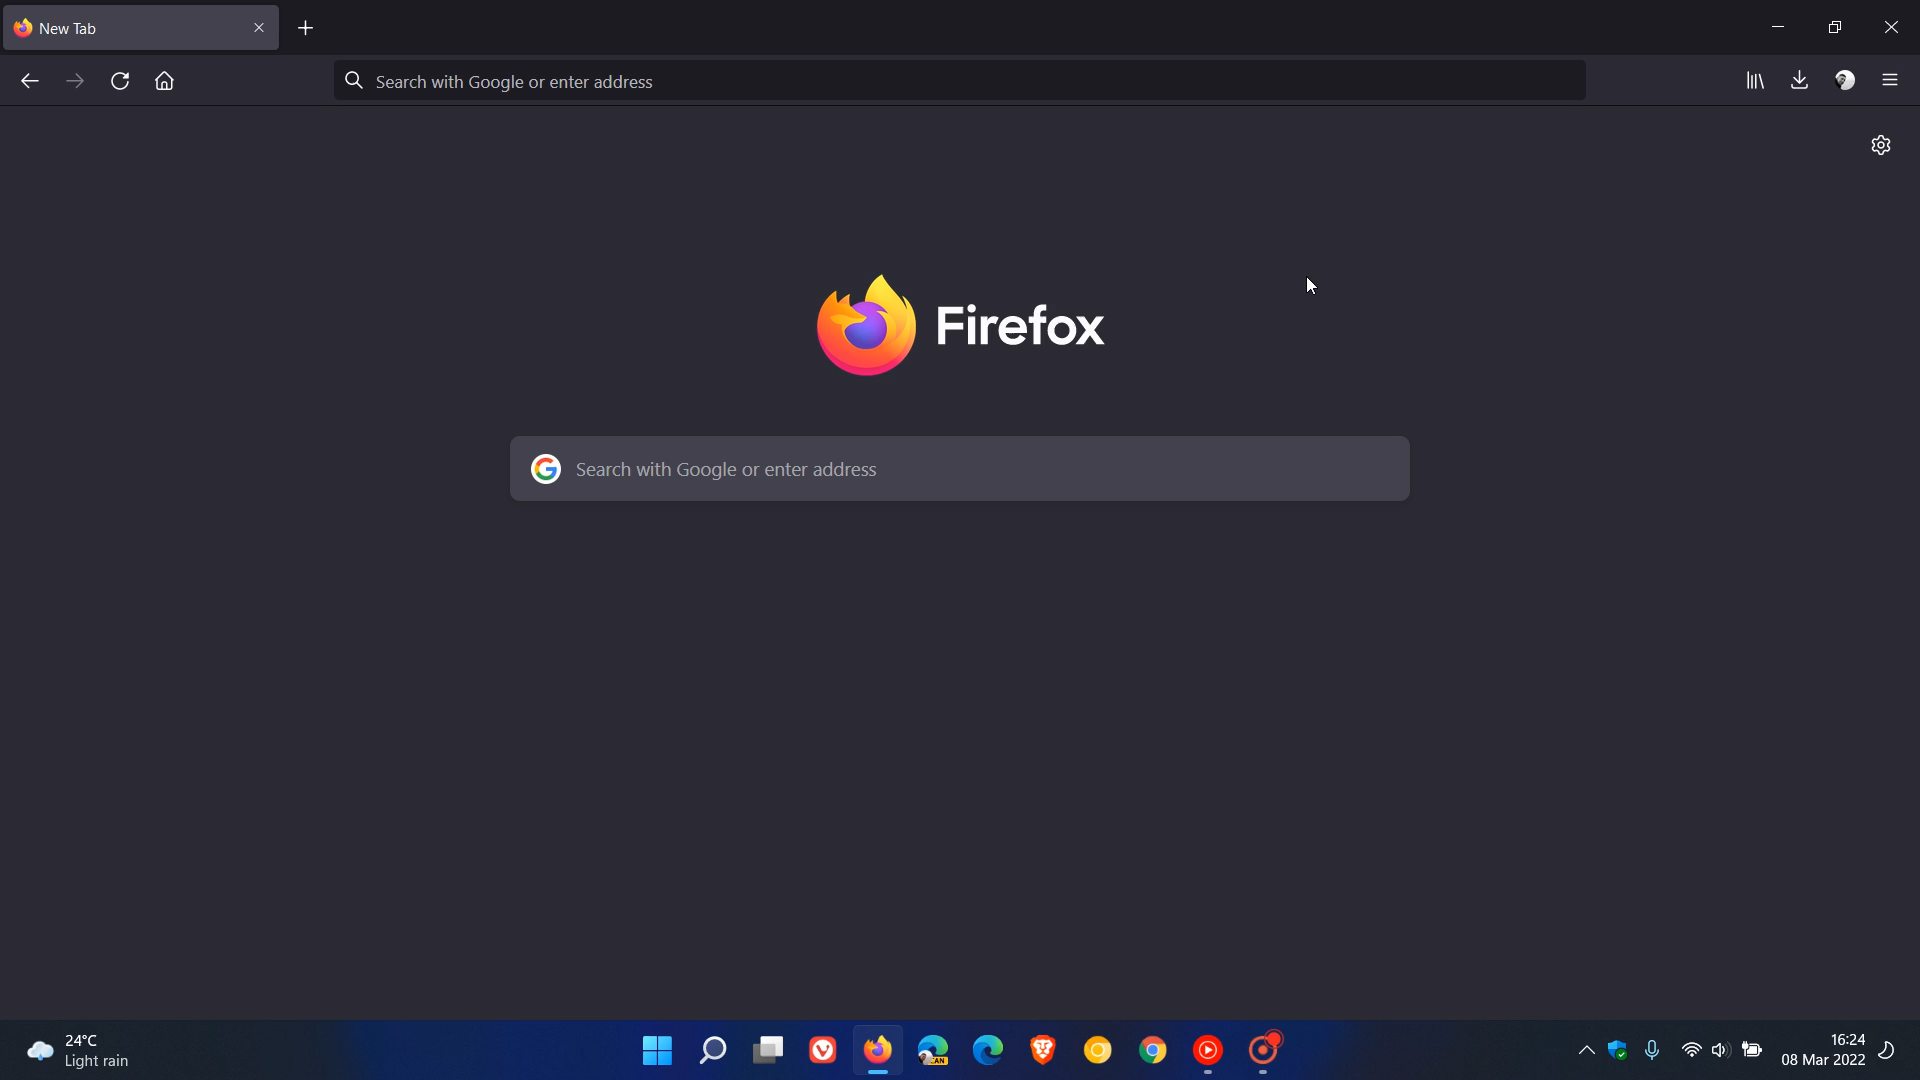 New Tab
Search with Google or enter address
Firefox
Search with Google or enter address
24°C
Light rain
CAN
16:24
08 Mar 2022